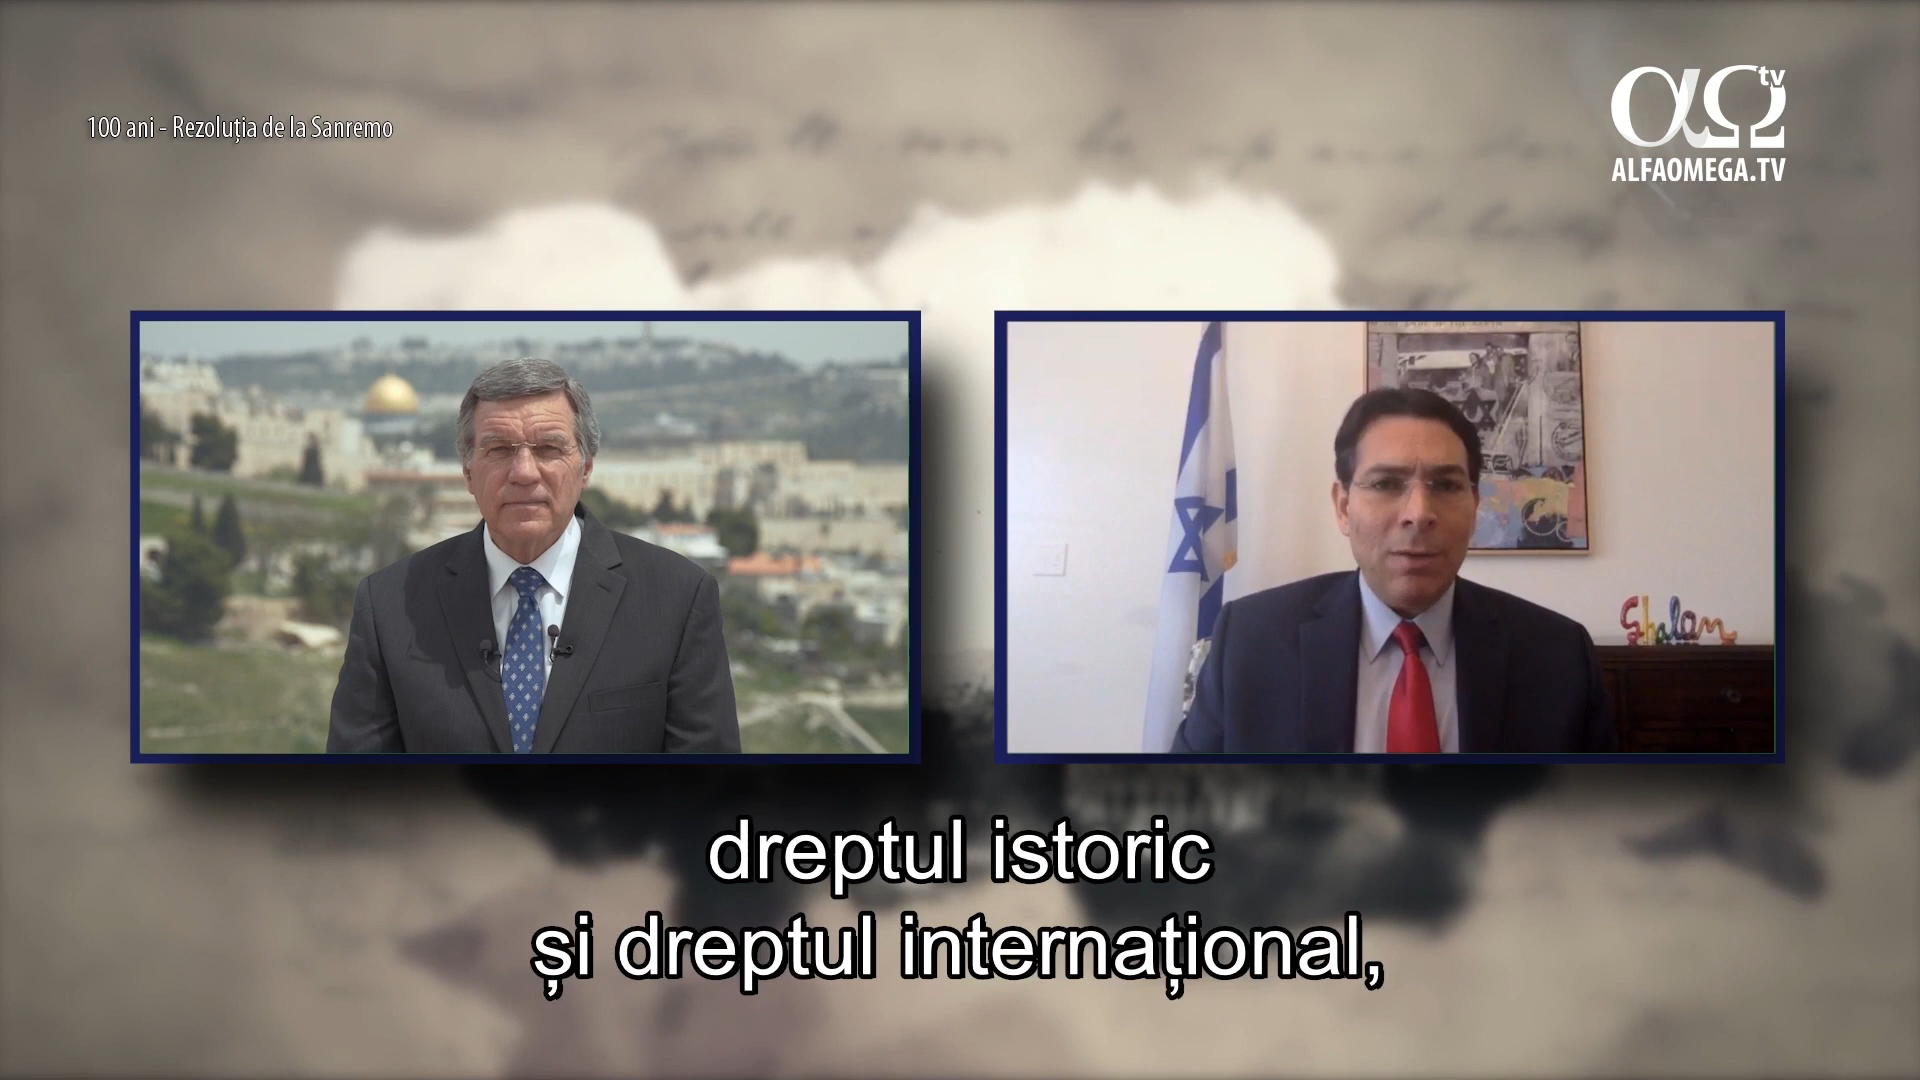 100 ani - Rezoluția de la Sanremo
αΩ tv
ALFAOMEGA.TV
Shalom
dreptul istoric
și dreptul internațional,